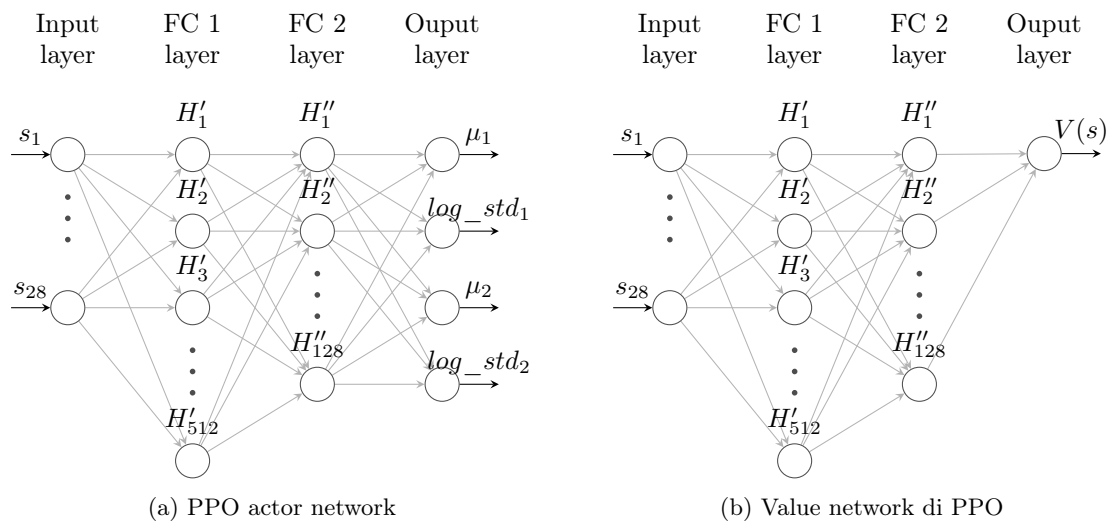 Input layer
FC 1 layer
FC 2 layer
Ouput layer
s₁
s₂₈
H′₁
H′₂
H′₃
H′₅₁₂
H″₁
H″₂
H″₁₂₈
μ₁
log_std₁
μ₂
log_std₂
(a) PPO actor network
Input layer
FC 1 layer
FC 2 layer
Ouput layer
s₁
s₂₈
H′₁
H′₂
H′₃
H′₅₁₂
H″₁
H″₂
H″₁₂₈
V(s)
(b) Value network di PPO